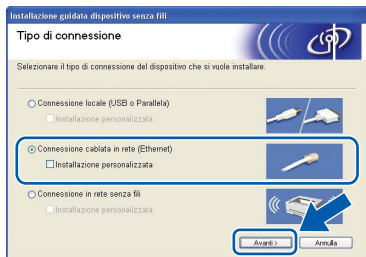 Installazione guidata dispositivo senza fili
Tipo di connessione
Selezionare il tipo di connessione del dispositivo che si vuole installare.
Connessione locale (USB o Parallela)
Installazione personalizzata
Connessione cablata in rete (Ethernet)
Installazione personalizzata
Connessione in rete senza fili
Installazione personalizzata
Avanti >
Annulla